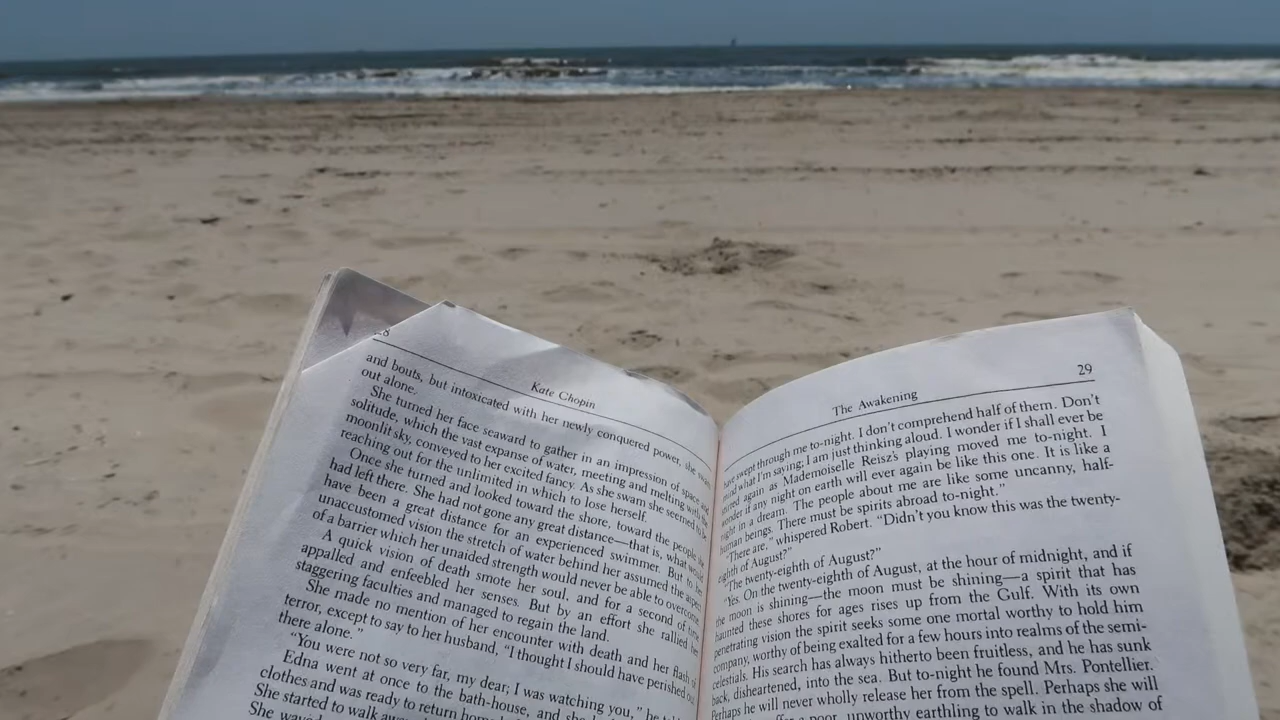 28
Kate Chopin
and bouts, but intoxicated with her newly conquered power, she swam
out alone.
She turned her face seaward to gather in an impression of space and
solitude, which the vast expanse of water, meeting and melting with the
moonlit sky, conveyed to her excited fancy. As she swam she seemed to be
reaching out for the unlimited in which to lose herself.
Once she turned and looked toward the shore, toward the people she
had left there. She had not gone any great distance—that is, what would
have been a great distance for an experienced swimmer. But to her
unaccustomed vision the stretch of water behind her assumed the aspect
of a barrier which her unaided strength would never be able to overcome.
A quick vision of death smote her soul, and for a second of time
appalled and enfeebled her senses. But by an effort she rallied her
staggering faculties and managed to regain the land.
She made no mention of her encounter with death and her flash of
terror, except to say to her husband, "I thought I should have perished out
there alone."
"You were not so very far, my dear; I was watching you," he told
Edna went at once to the bath-house, and she
clothes and was ready to return home
She started to walk away
She waved
The Awakening
29
have swept through me to-night. I don't comprehend half of them. Don't
mind what I'm saying; I am just thinking aloud. I wonder if I shall ever be
stirred again as Mademoiselle Reisz's playing moved me to-night. I
wonder if any night on earth will ever again be like this one. It is like a
night in a dream. The people about me are like some uncanny, half-
human beings. There must be spirits abroad to-night."
"There are," whispered Robert. "Didn't you know this was the twenty-
eighth of August?"
"The twenty-eighth of August?"
"Yes. On the twenty-eighth of August, at the hour of midnight, and if
the moon is shining—the moon must be shining—a spirit that has
haunted these shores for ages rises up from the Gulf. With its own
penetrating vision the spirit seeks some one mortal worthy to hold him
company, worthy of being exalted for a few hours into realms of the semi-
celestials. His search has always hitherto been fruitless, and he has sunk
back, disheartened, into the sea. But to-night he found Mrs. Pontellier.
Perhaps he will never wholly release her from the spell. Perhaps she will
suffer a poor, unworthy earthling to walk in the shadow of